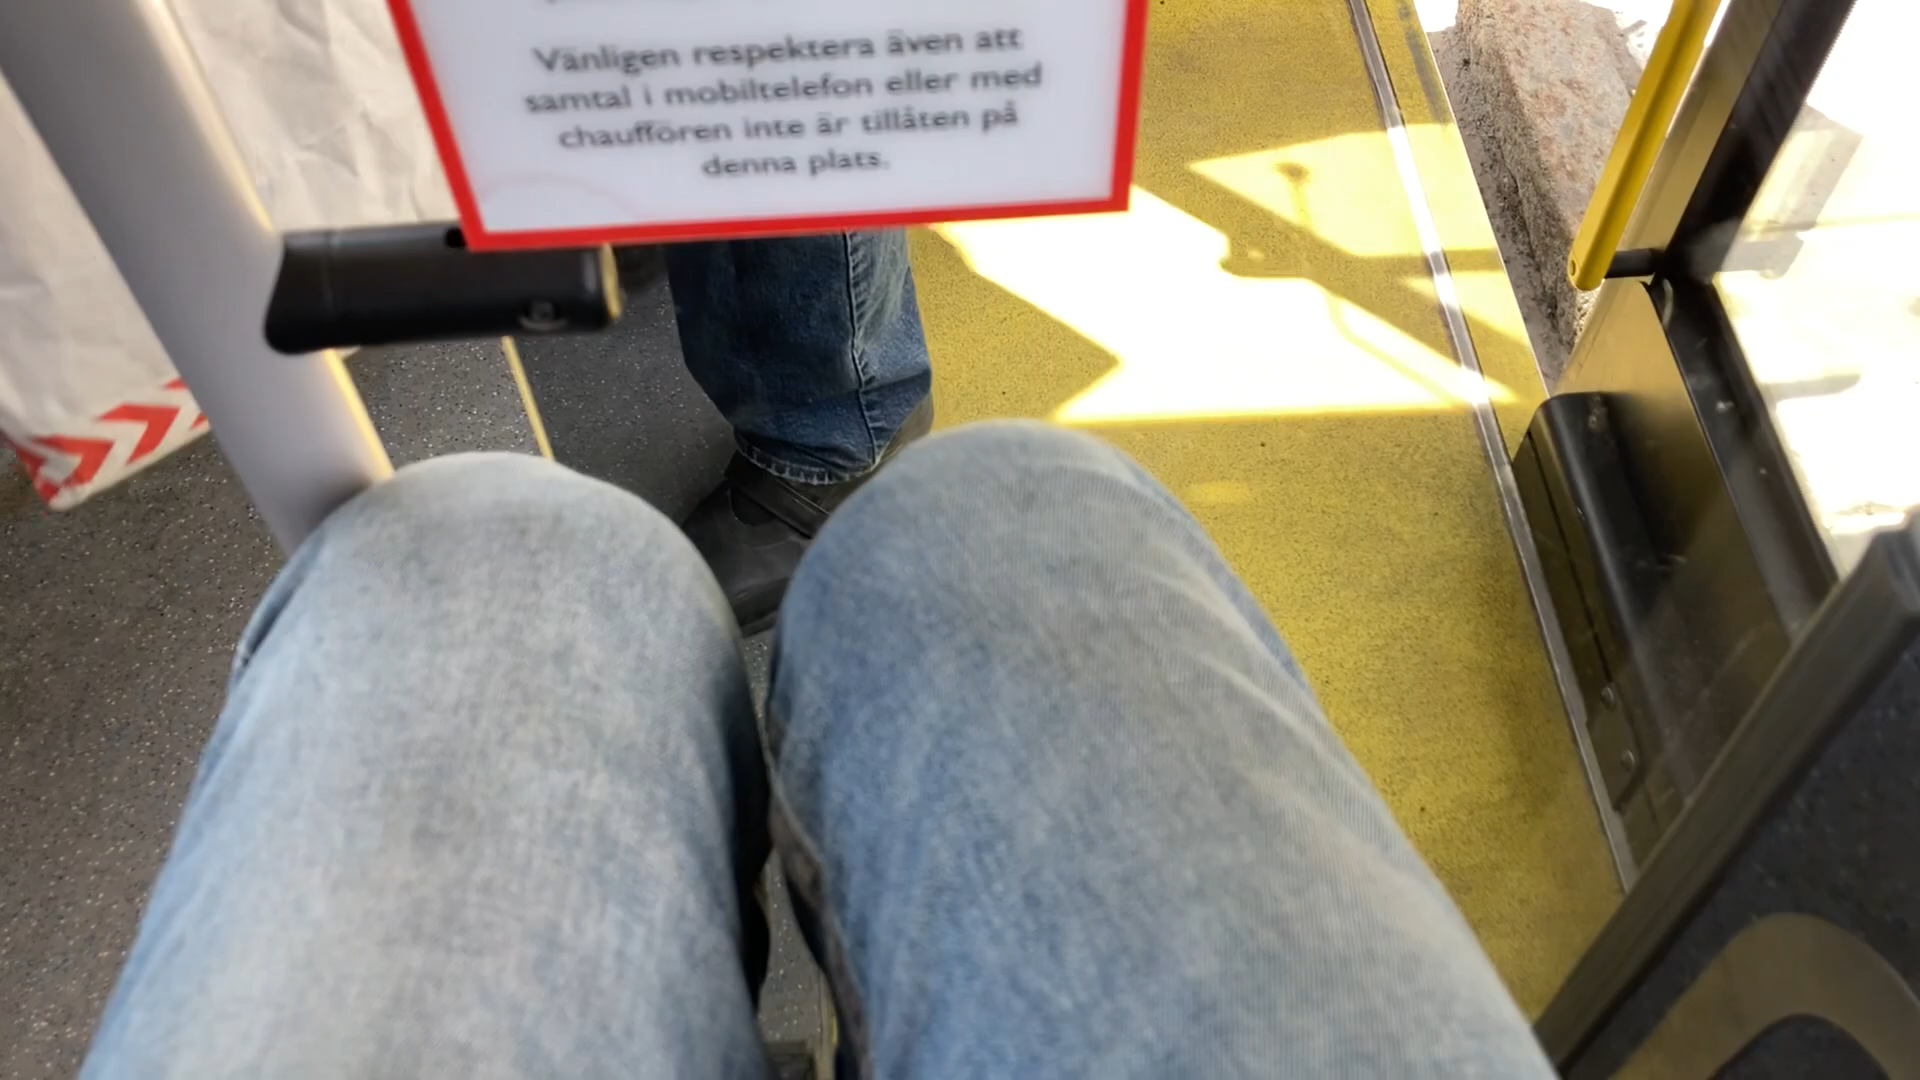 Vänligen respektera även att
samtal i mobiltelefon eller med
chauffören inte är tillåten på
denna plats.